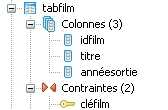 tabfilm
Colonnes (3)
idfilm
titre
annéesortie
Contraintes (2)
cléfilm